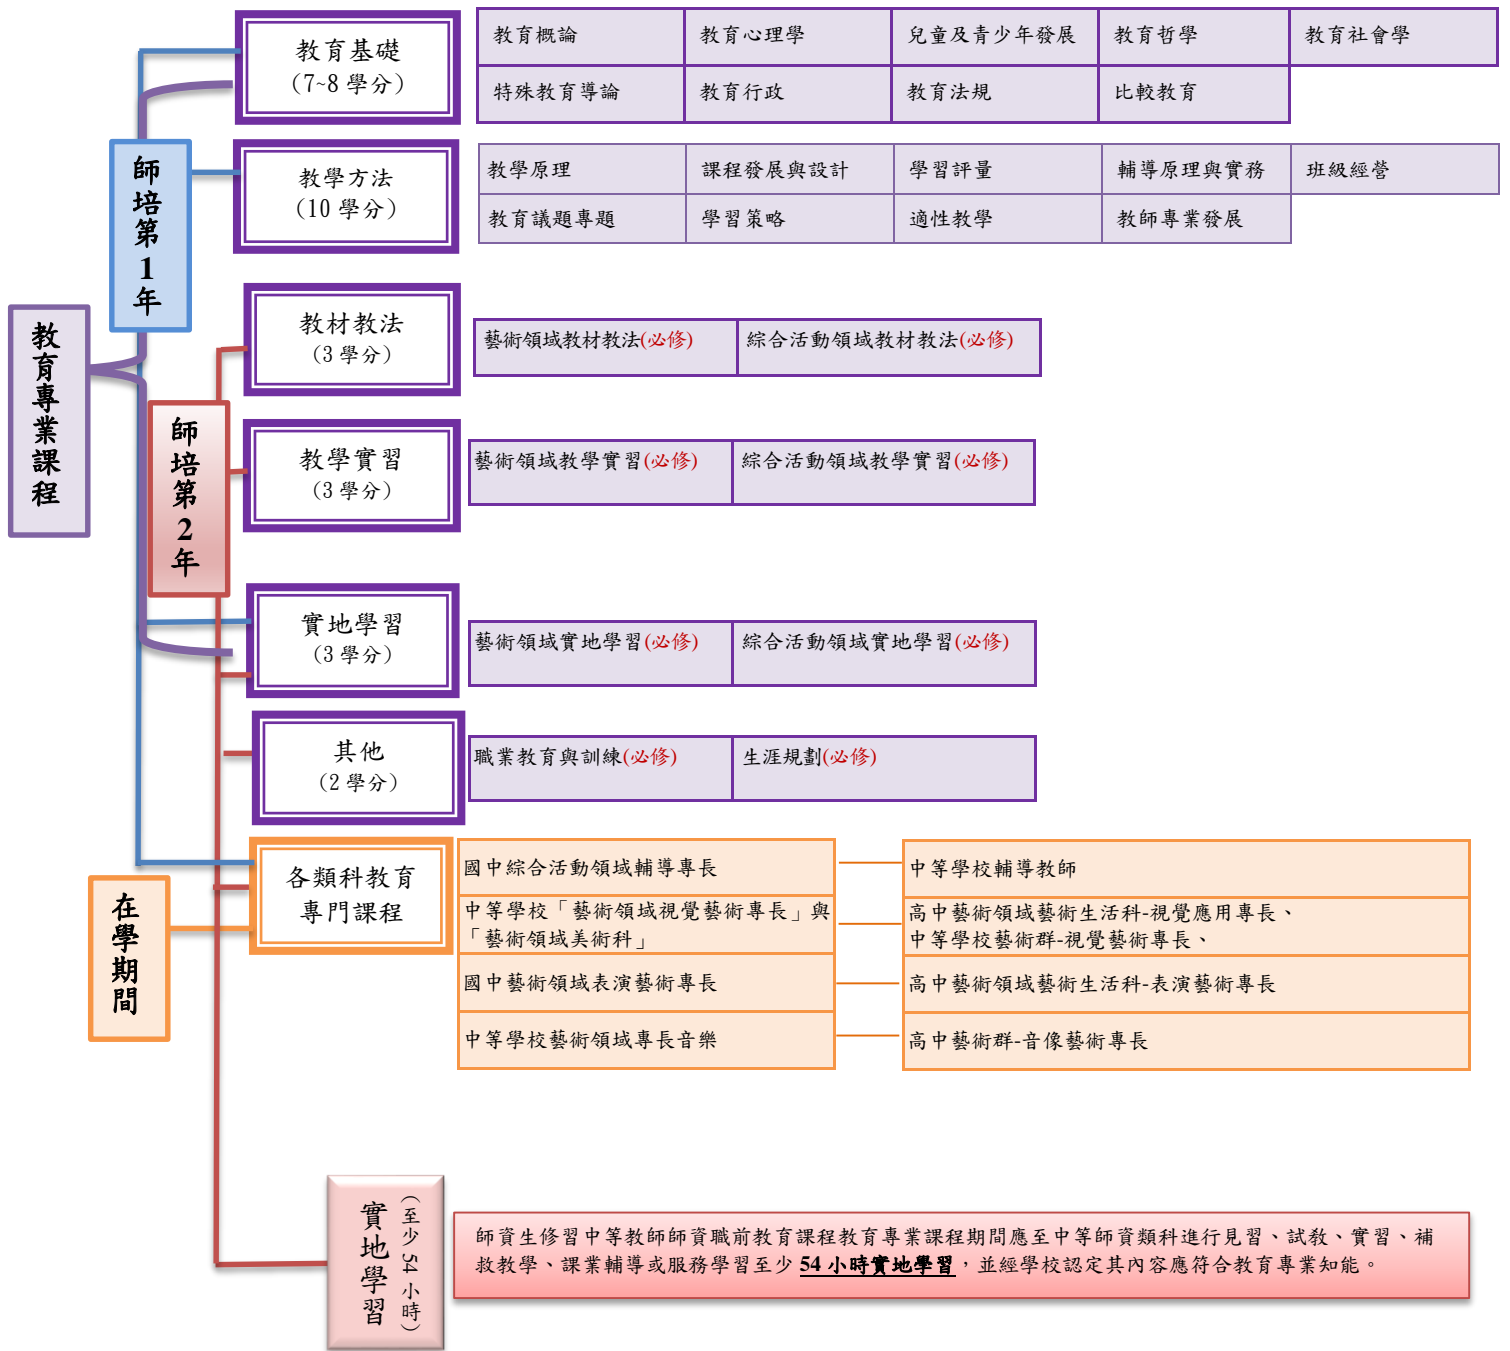 教育專業課程
師培第1年
教育基礎
(7~8 學分)
教育概論
教育心理學
兒童及青少年發展
教育哲學
教育社會學
特殊教育導論
教育行政
教育法規
比較教育
教學方法
(10 學分)
教學原理
課程發展與設計
學習評量
輔導原理與實務
班級經營
教育議題專題
學習策略
適性教學
教師專業發展
師培第2年
教材教法
(3 學分)
藝術領域教材教法(必修)
綜合活動領域教材教法(必修)
教學實習
(3 學分)
藝術領域教學實習(必修)
綜合活動領域教學實習(必修)
實地學習
(3 學分)
藝術領域實地學習(必修)
綜合活動領域實地學習(必修)
其他
(2 學分)
職業教育與訓練(必修)
生涯規劃(必修)
在學期間
各類科教育
專門課程
國中綜合活動領域輔導專長
中等學校輔導教師
中等學校「藝術領域視覺藝術專長」與
「藝術領域美術科」
高中藝術領域藝術生活科-視覺應用專長、
中等學校藝術群-視覺藝術專長、
國中藝術領域表演藝術專長
高中藝術領域藝術生活科-表演藝術專長
中等學校藝術領域專長音樂
高中藝術群-音像藝術專長
實地學習
(至少 54 小時)
師資生修習中等教師師資職前教育課程教育專業課程期間應至中等師資類科進行見習、試教、實習、補
救教學、課業輔導或服務學習至少 54 小時實地學習，並經學校認定其內容應符合教育專業知能。